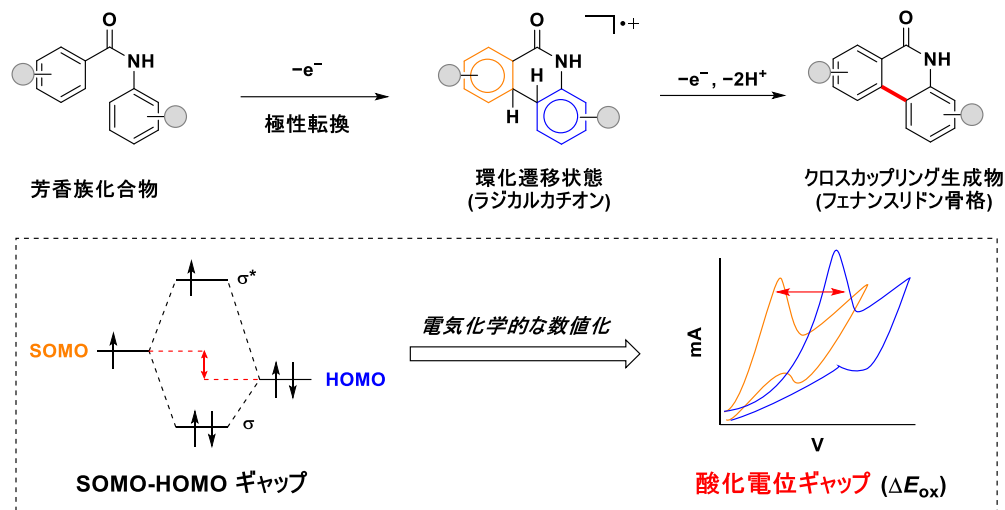 O
NH
−e⁻
極性転換
芳香族化合物
O
NH
H
H
•+
環化遷移状態
(ラジカルカチオン)
−e⁻, −2H⁺
O
NH
クロスカップリング生成物
(フェナンスリドン骨格)
σ*
SOMO
HOMO
σ
SOMO-HOMO ギャップ
電気化学的な数値化
mA
V
酸化電位ギャップ (ΔEox)